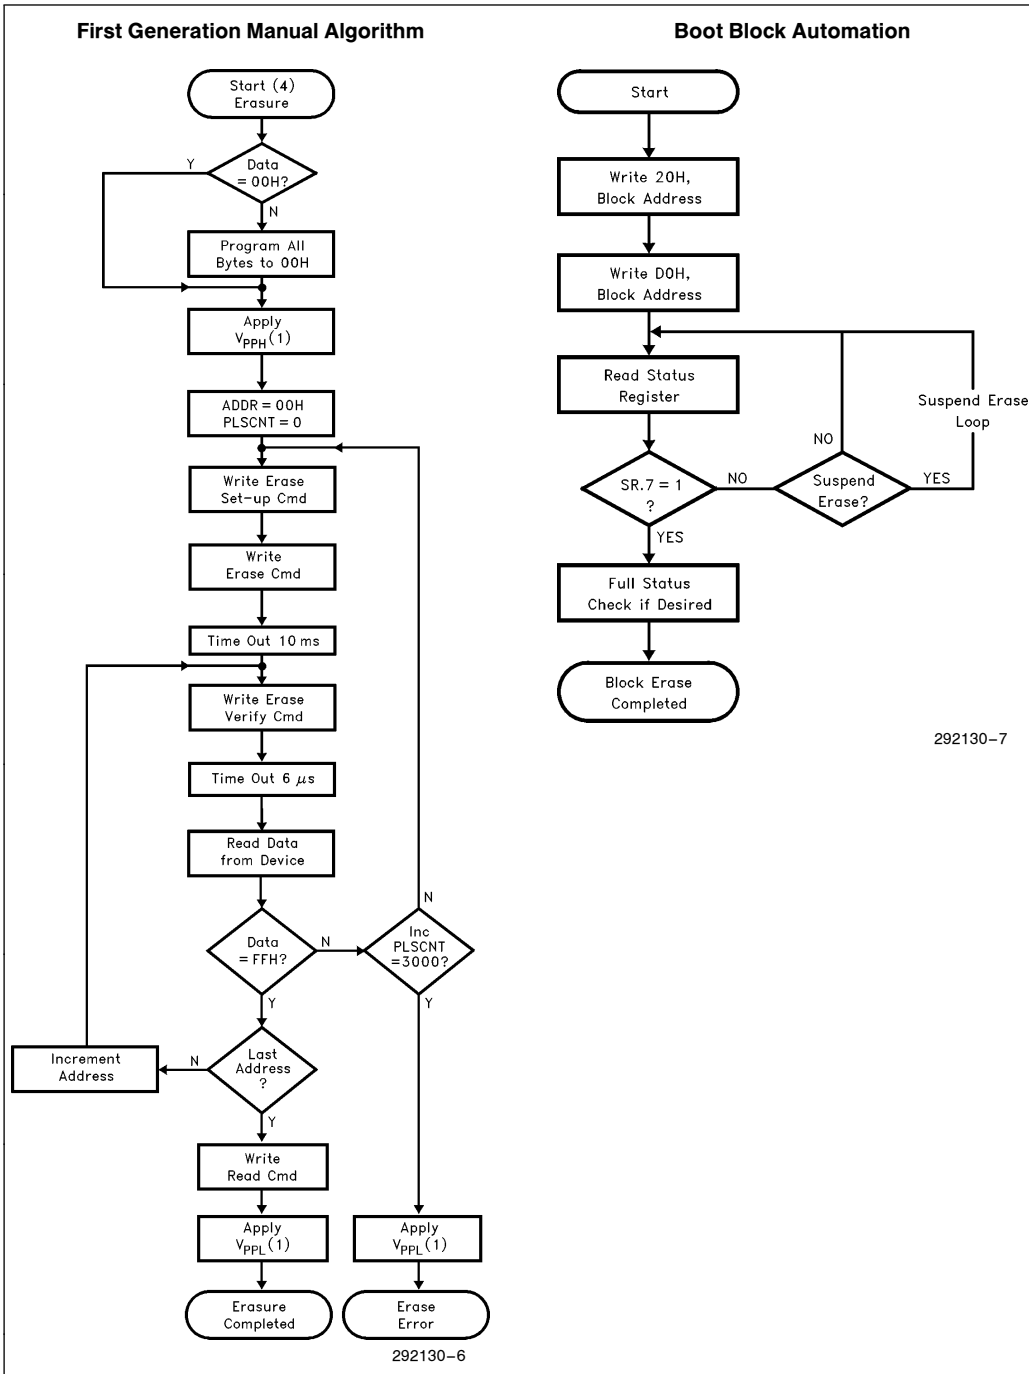 First Generation Manual Algorithm
Start (4)
Erasure
Data
= 00H?
Y
N
Program All
Bytes to 00H
Apply
VPPH(1)
ADDR = 00H
PLSCNT = 0
Write Erase
Set-up Cmd
Write
Erase Cmd
Time Out 10 ms
Write Erase
Verify Cmd
Time Out 6 μs
Read Data
from Device
Data
= FFH?
N
Y
Inc
PLSCNT
=3000?
N
Y
Last
Address
?
N
Y
Increment
Address
Write
Read Cmd
Apply
VPPL(1)
Erasure
Completed
Apply
VPPL(1)
Erase
Error
292130-6
Boot Block Automation
Start
Write 20H,
Block Address
Write D0H,
Block Address
Read Status
Register
SR.7 = 1
?
NO
YES
Suspend
Erase?
NO
YES
Suspend Erase
Loop
Full Status
Check if Desired
Block Erase
Completed
292130-7